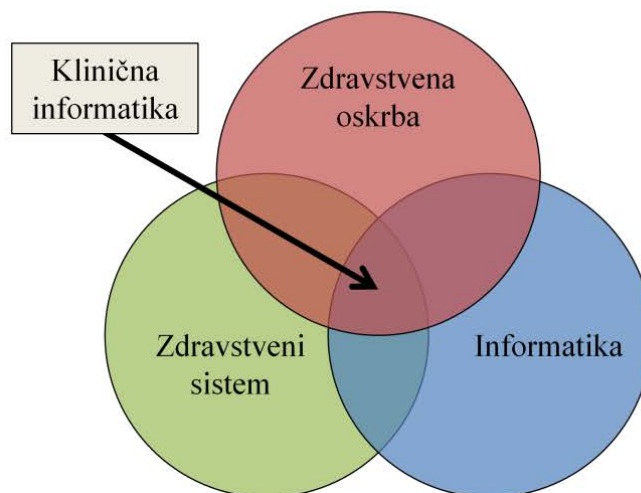 Klinična
informatika
Zdravstvena
oskrba
Zdravstveni
sistem
Informatika